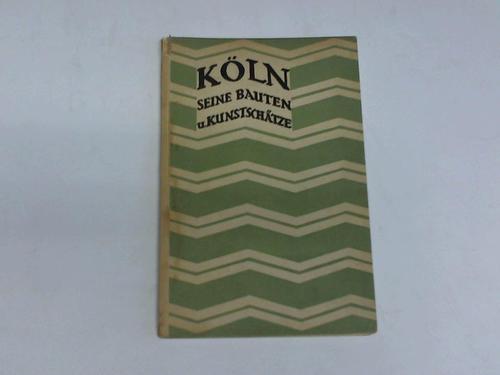 KÖLN
SEINE BAUTEN
u. KUNSTSCHÄTZE